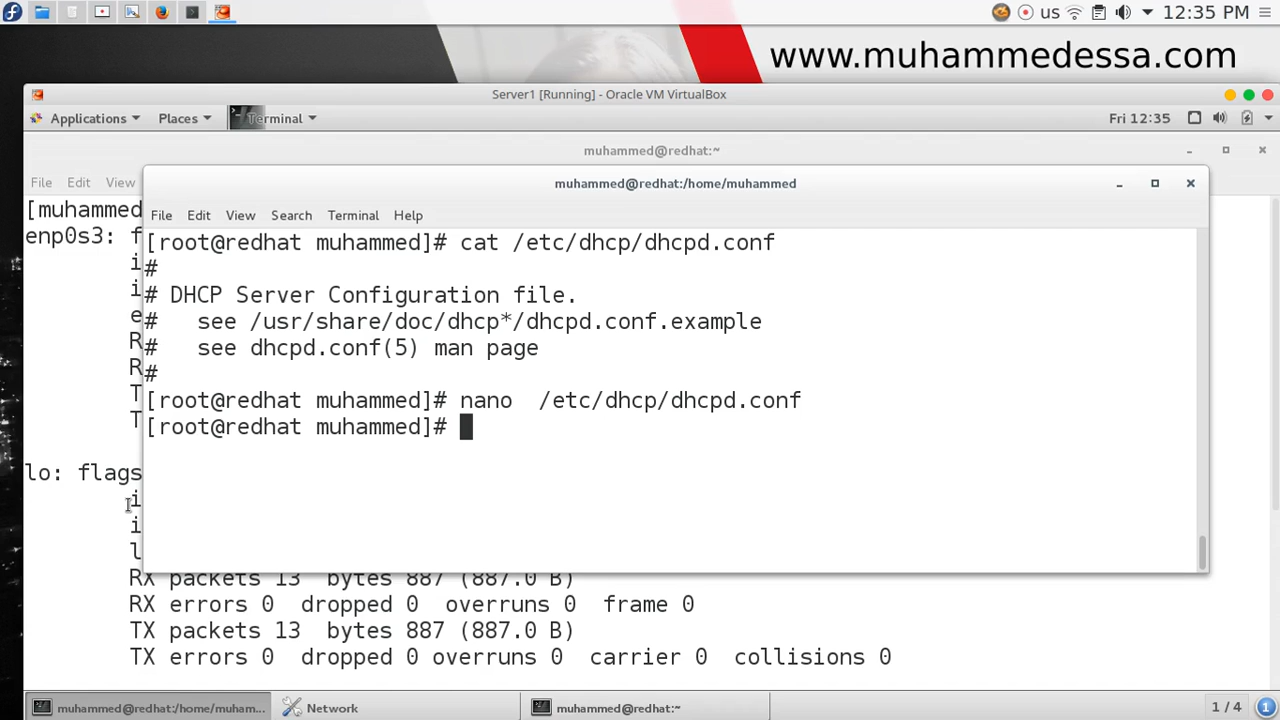 us 12:35 PM
www.muhammedessa.com
Server1 [Running] - Oracle VM VirtualBox
Applications Places Terminal Fri 12:35
muhammed@redhat:~
File Edit View
muhammed@redhat:/home/muhammed
File Edit View Search Terminal Help
[muhammed
enp0s3: f
[root@redhat muhammed]# cat /etc/dhcp/dhcpd.conf
#
# DHCP Server Configuration file.
#   see /usr/share/doc/dhcp*/dhcpd.conf.example
#   see dhcpd.conf(5) man page
#
[root@redhat muhammed]# nano  /etc/dhcp/dhcpd.conf
[root@redhat muhammed]#
i
i
e
R
R
T
T
lo: flags
i
i
l
RX packets 13  bytes 887 (887.0 B)
RX errors 0  dropped 0  overruns 0  frame 0
TX packets 13  bytes 887 (887.0 B)
TX errors 0  dropped 0 overruns 0  carrier 0  collisions 0
muhammed@redhat:/home/muham... Network muhammed@redhat:~ 1 / 4 1